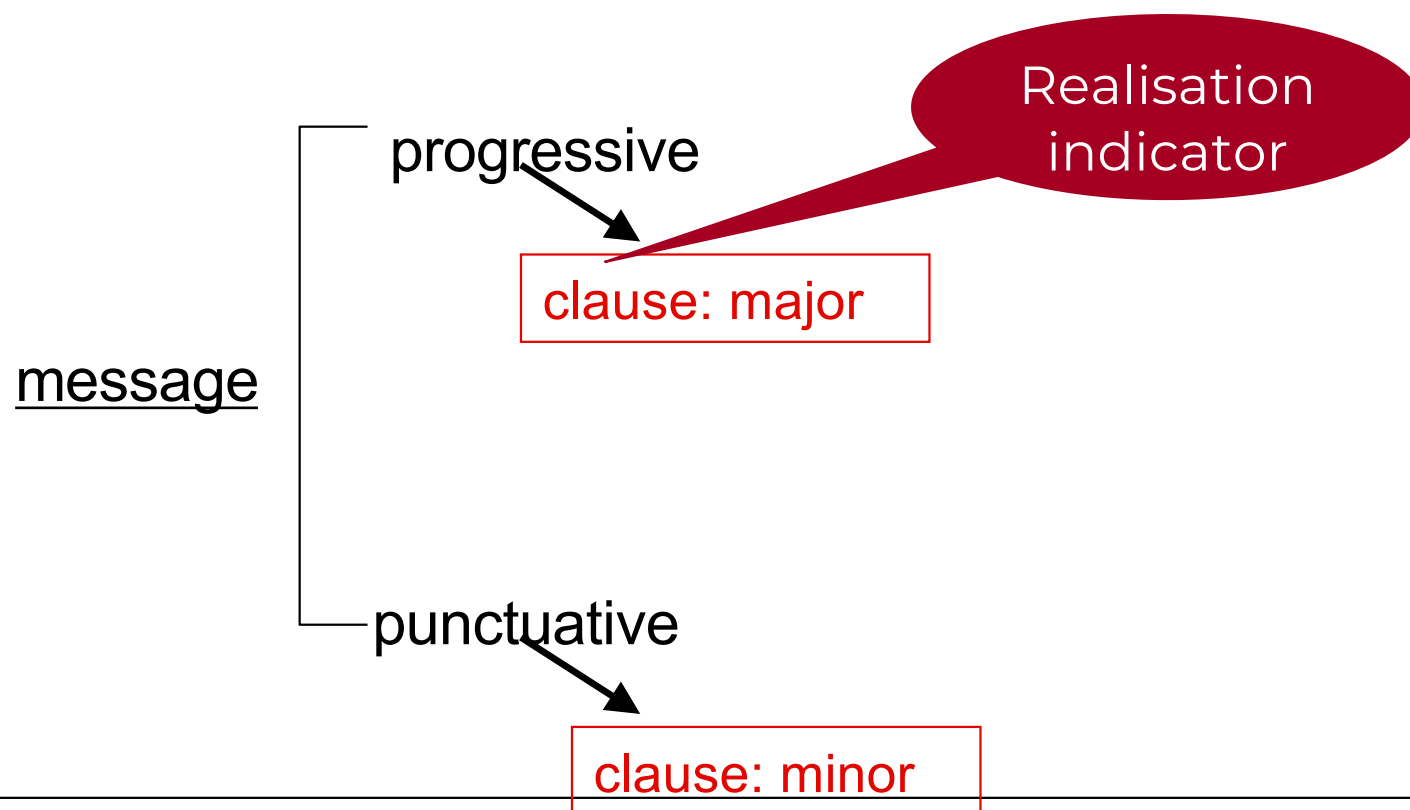 Realisation
indicator
progressive
clause: major
message
punctuative
clause: minor